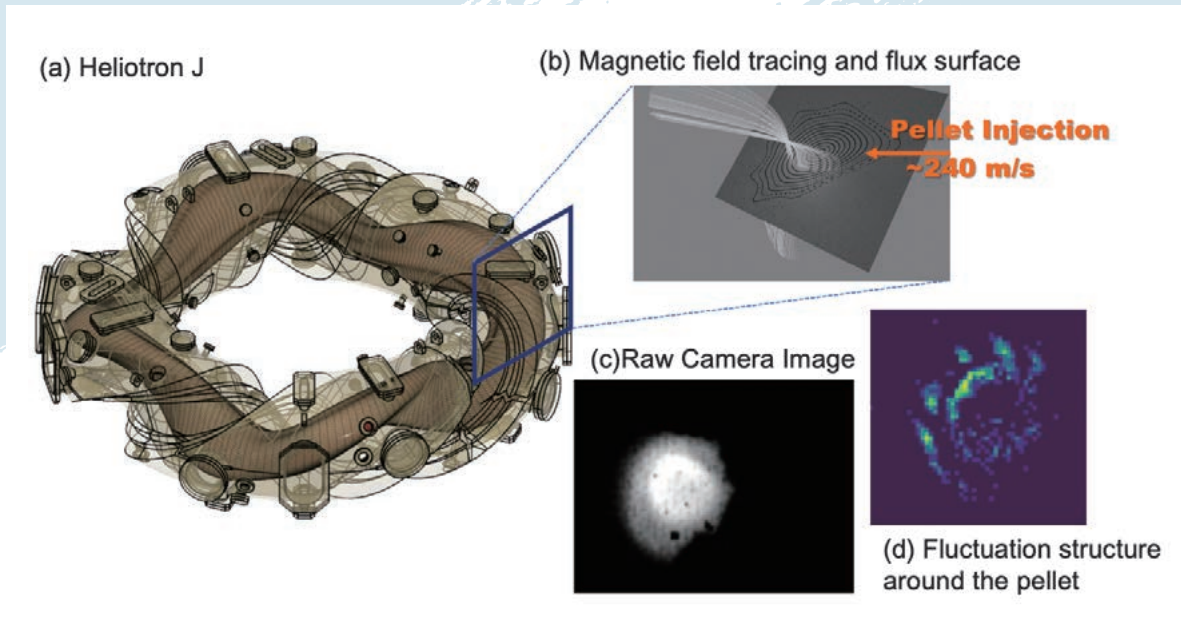 (a) Heliotron J
(b) Magnetic field tracing and flux surface
Pellet Injection
~240 m/s
(c)Raw Camera Image
(d) Fluctuation structure
around the pellet